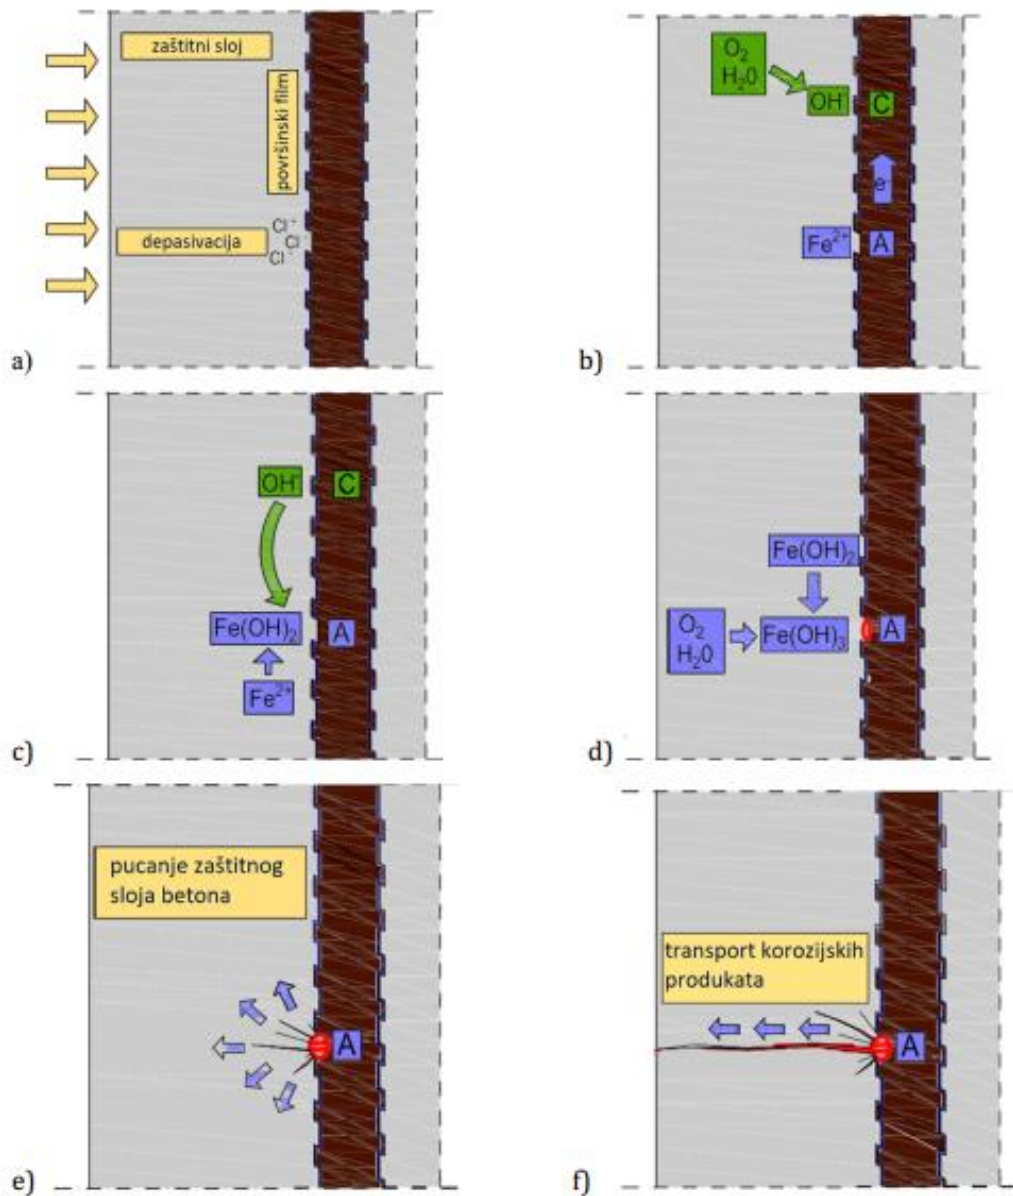 zaštitni sloj
površinski film
depasivacija
Cl⁻
Cl⁻
Cl⁻
a)
O₂
H₂0
OH⁻
C
e⁻
Fe²⁺
A
b)
OH⁻
C
Fe(OH)₂
A
Fe²⁺
c)
Fe(OH)₂
O₂
H₂0
Fe(OH)₃
A
d)
pucanje zaštitnog
sloja betona
A
e)
transport korozijskih
produkata
A
f)